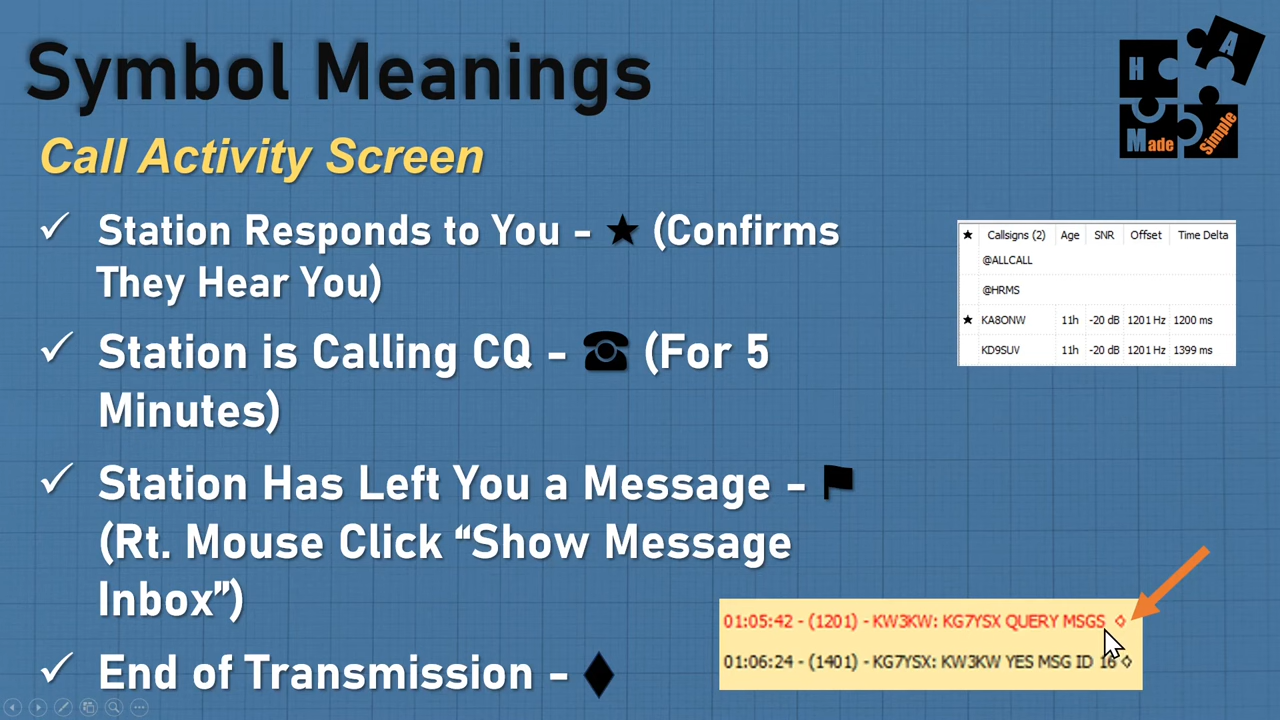 Symbol Meanings
H A
Made Simple
Call Activity Screen
✓ Station Responds to You - ★ (Confirms
They Hear You)
✓ Station is Calling CQ - ☎ (For 5
Minutes)
✓ Station Has Left You a Message - ⚑
(Rt. Mouse Click “Show Message
Inbox”)
✓ End of Transmission - ♦
★ Callsigns (2) Age SNR Offset Time Delta
@ALLCALL
@HRMS
★ KA8ONW 11h -20 dB 1201 Hz 1200 ms
KD9SUV 11h -20 dB 1201 Hz 1399 ms
01:05:42 - (1201) - KW3KW: KG7YSX QUERY MSGS ♢
01:06:24 - (1401) - KG7YSX: KW3KW YES MSG ID 16 ♢